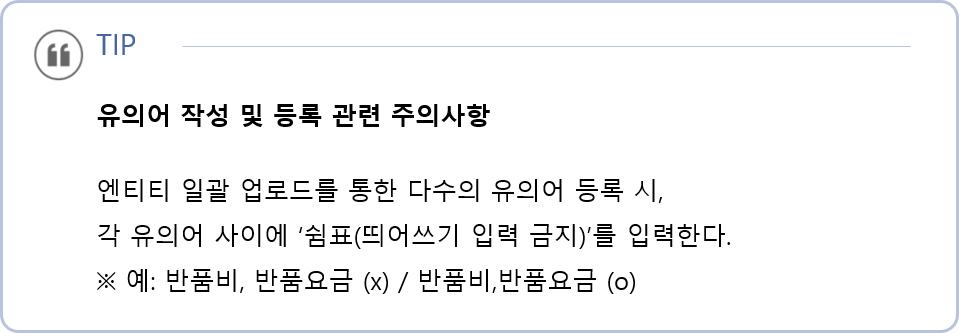 TIP
유의어 작성 및 등록 관련 주의사항
엔티티 일괄 업로드를 통한 다수의 유의어 등록 시,
각 유의어 사이에 ‘쉼표(띄어쓰기 입력 금지)’를 입력한다.
※ 예: 반품비, 반품요금 (x) / 반품비,반품요금 (o)